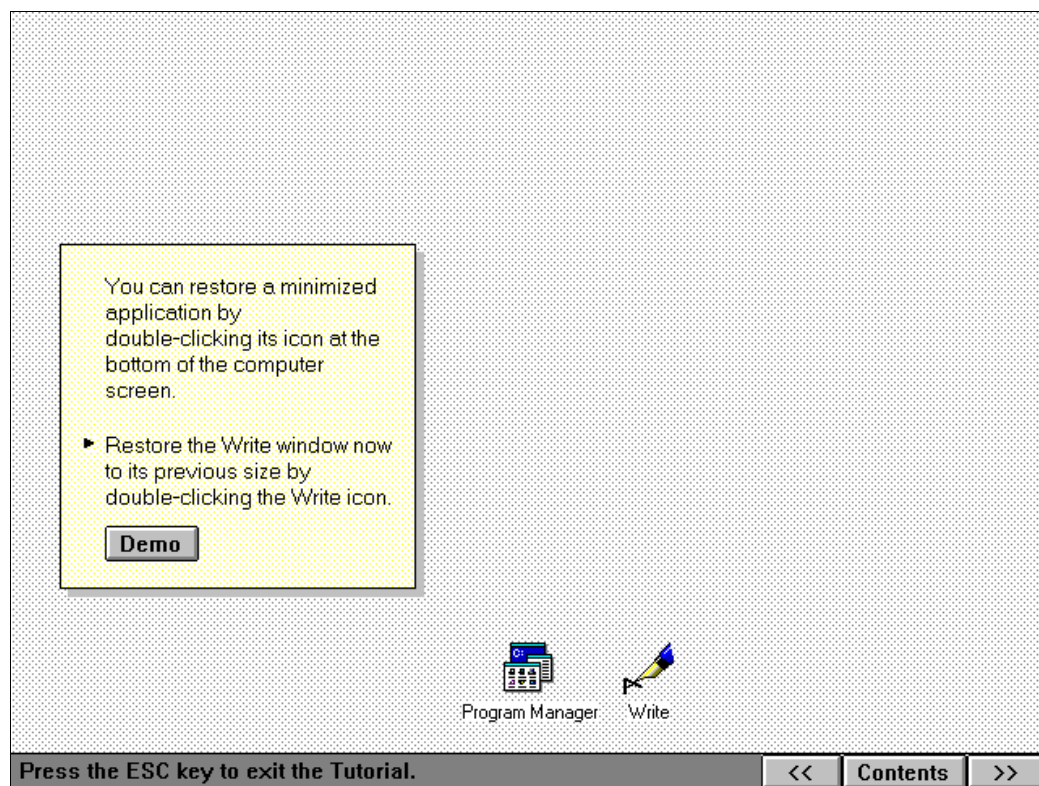 You can restore a minimized
application by
double-clicking its icon at the
bottom of the computer
screen.
Restore the Write window now
to its previous size by
double-clicking the Write icon.
Demo
C:
Program Manager
Write
Press the ESC key to exit the Tutorial.
<<
Contents
>>